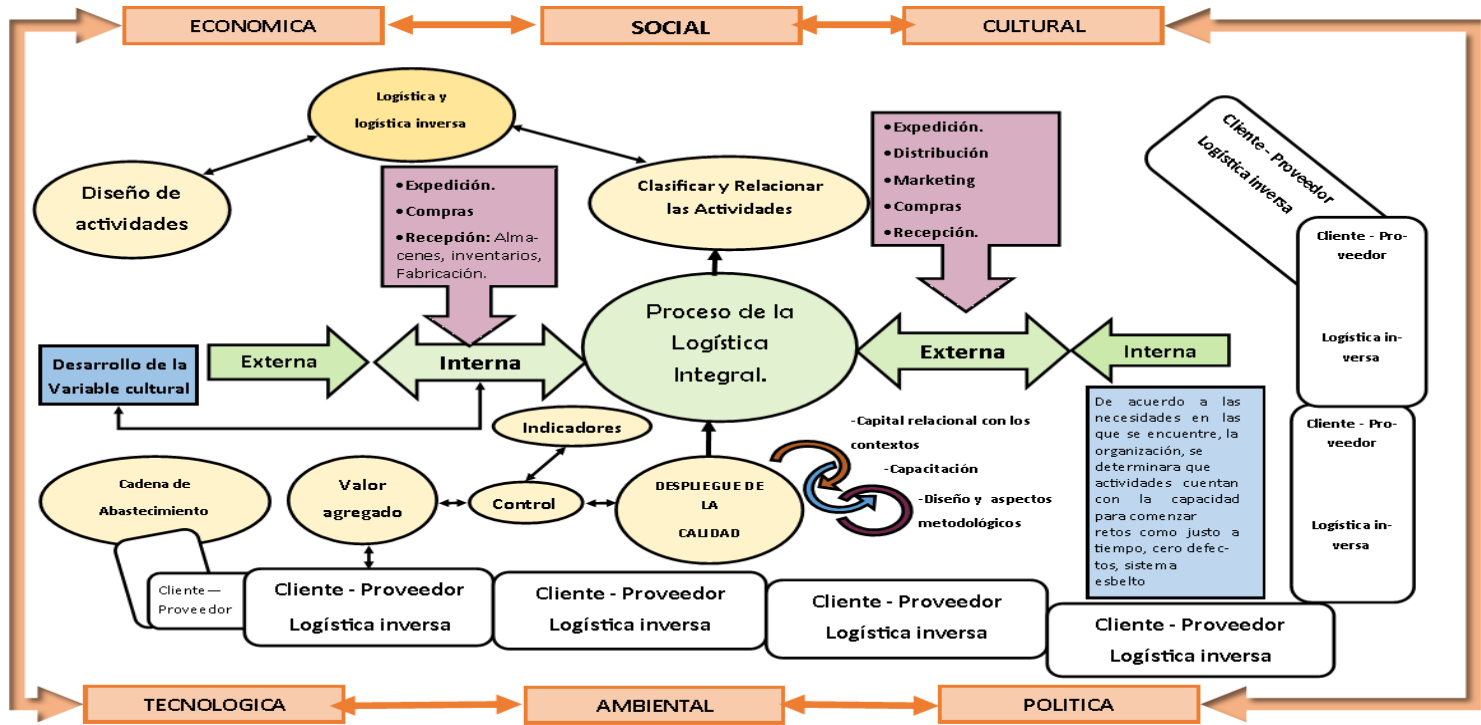 ECONOMICA
SOCIAL
CULTURAL
Logística y
logística inversa
Diseño de
actividades
•Expedición.
•Compras
•Recepción: Alma-
cenes, inventarios,
Fabricación.
Clasificar y Relacionar
las Actividades
•Expedición.
•Distribución
•Marketing
•Compras
•Recepción.
Cliente - Proveedor
Logística inversa
Cliente - Pro-
veedor
Logística in-
versa
Proceso de la
Logística
Integral.
Desarrollo de la
Variable cultural
Externa
Interna
Externa
Interna
De acuerdo a las
necesidades en las
que se encuentre, la
organización, se
determinara que
actividades cuentan
con la capacidad
para comenzar
retos como justo a
tiempo, cero defec-
tos, sistema
esbelto
Cliente - Pro-
veedor
Logística in-
versa
Indicadores
-Capital relacional con los
contextos
-Capacitación
-Diseño y aspectos
metodológicos
Cadena de
Abastecimiento
Valor
agregado
Control
DESPLIEGUE DE
LA
CALIDAD
Cliente—
Proveedor
Cliente - Proveedor
Logística inversa
Cliente - Proveedor
Logística inversa
Cliente - Proveedor
Logística inversa
Cliente - Proveedor
Logística inversa
TECNOLOGICA
AMBIENTAL
POLITICA